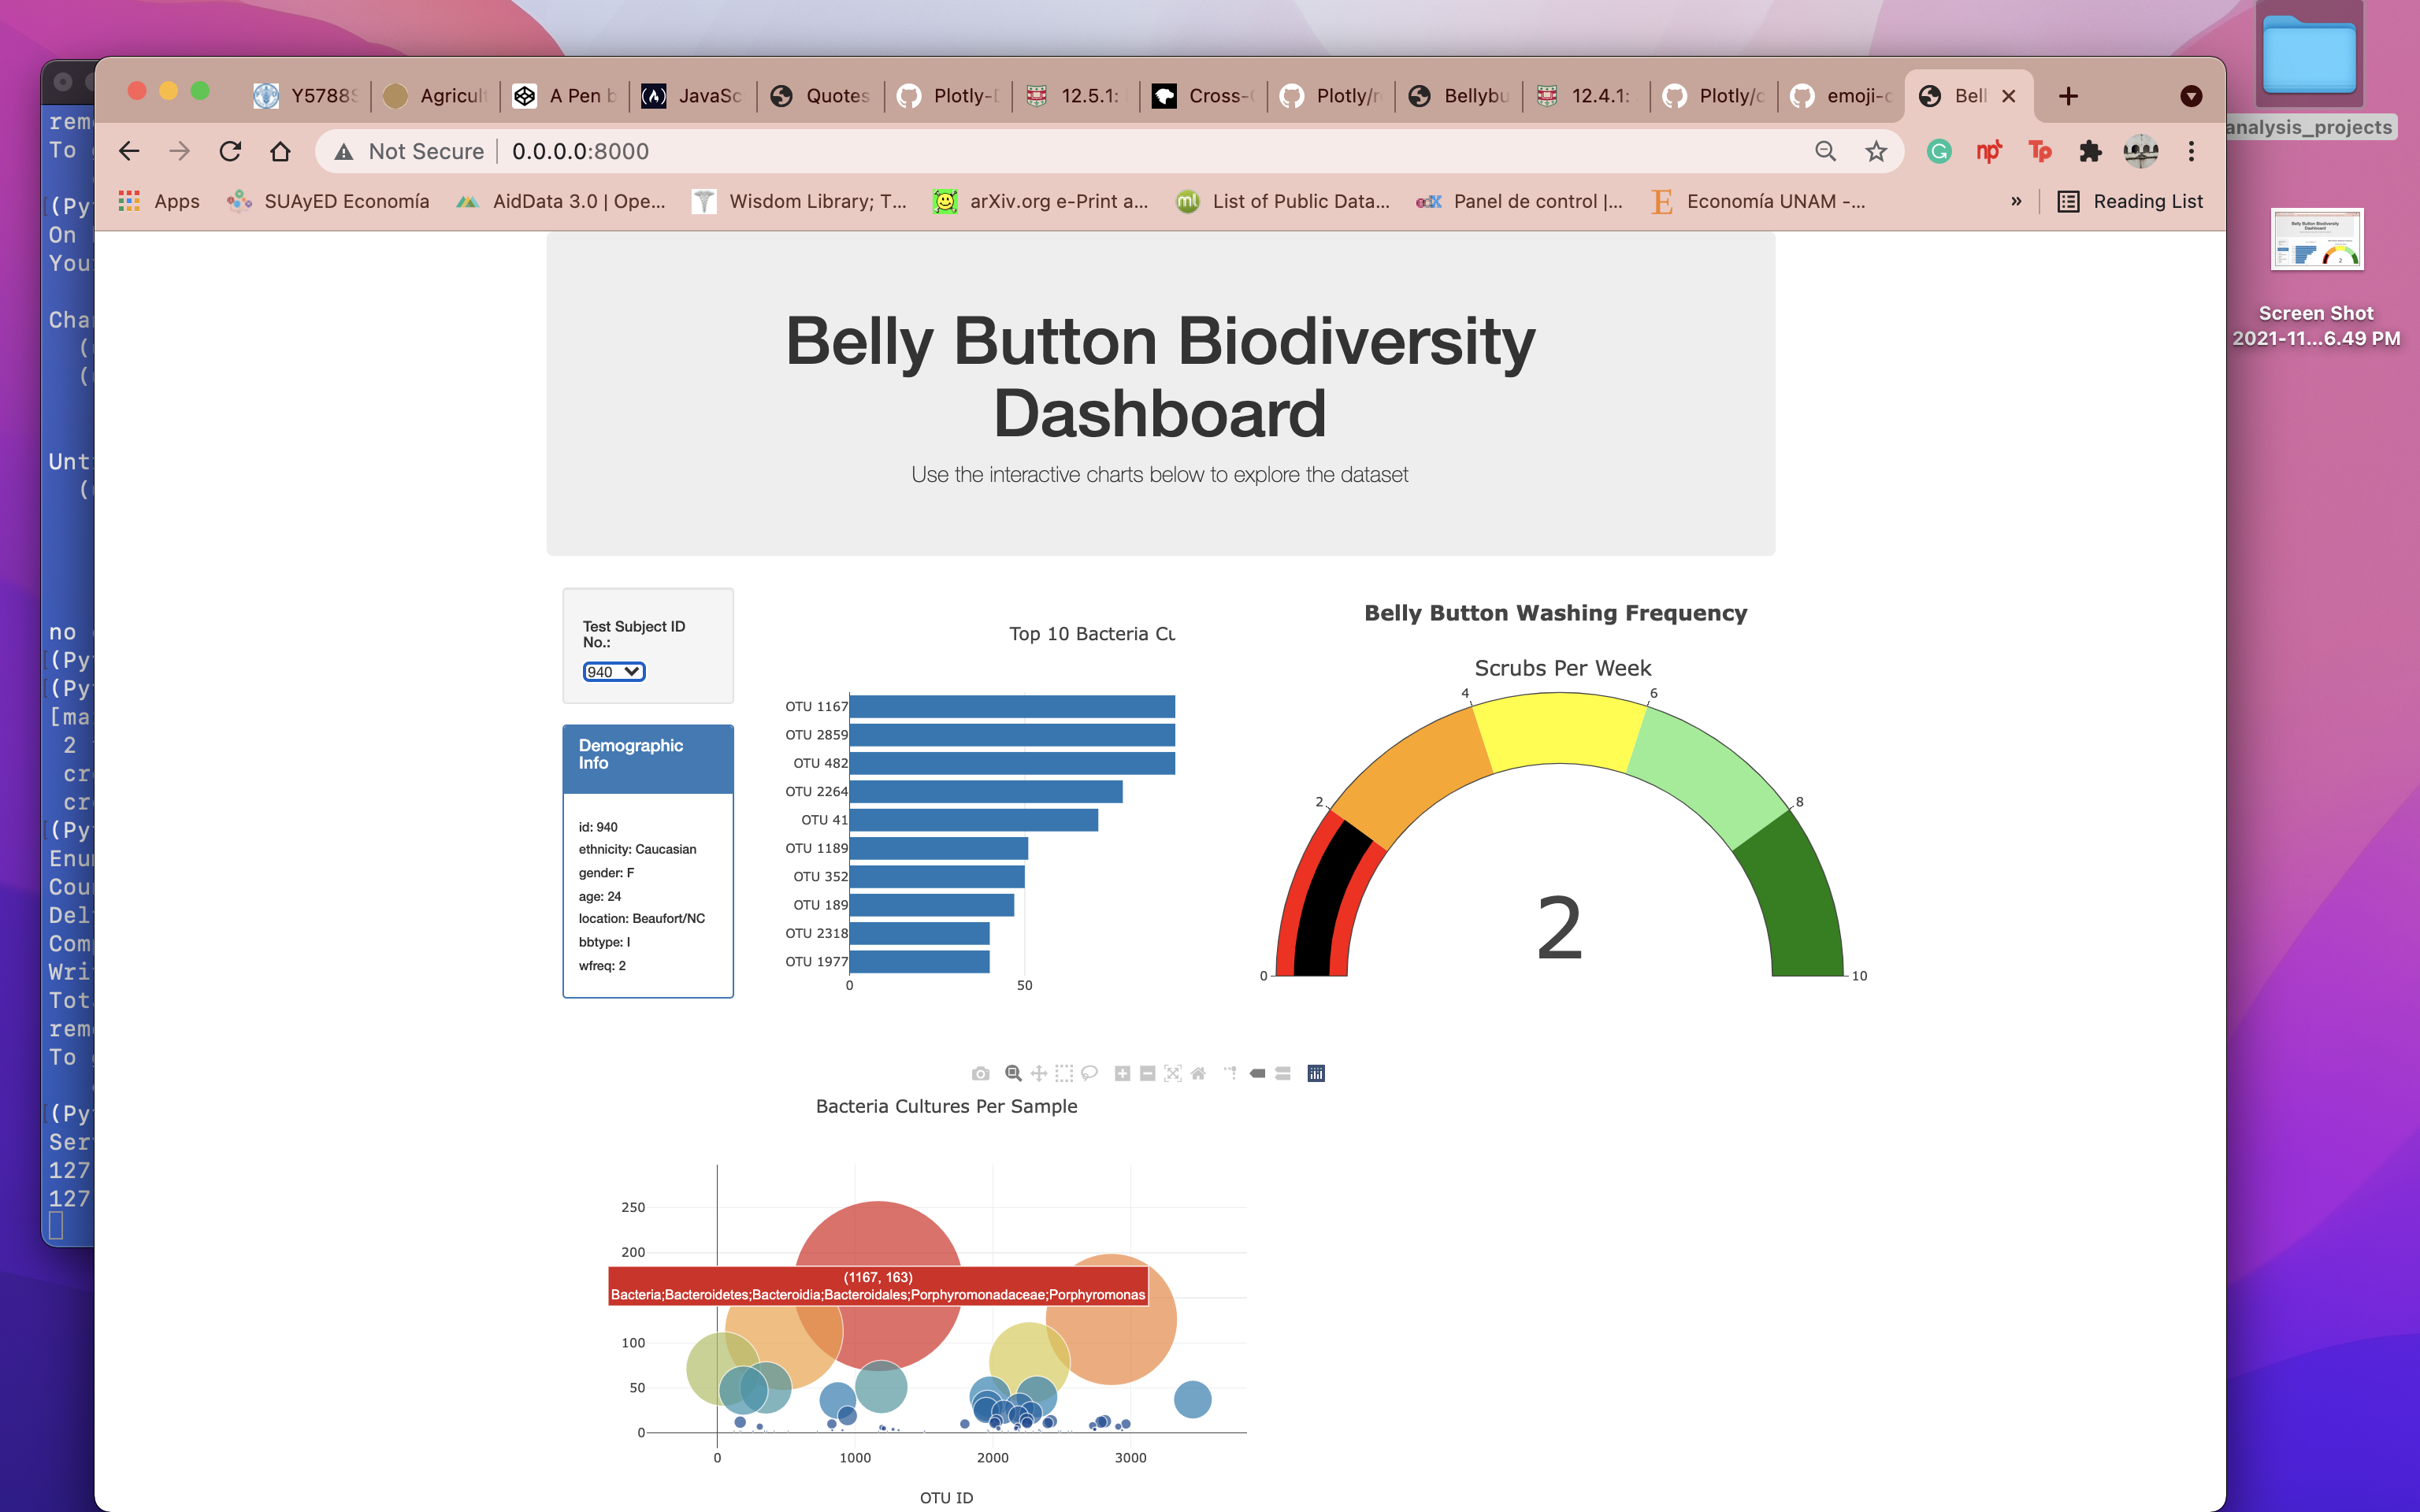 Y5788S
Agricult
A Pen b
JavaSc
Quotes
Plotly-D
12.5.1:
Cross-O
Plotly/r
Bellybu
12.4.1:
Plotly/c
emoji-c
Bell
Not Secure
0.0.0.0:8000
Apps
SUAyED Economía
AidData 3.0 | Ope...
Wisdom Library; T...
arXiv.org e-Print a...
List of Public Data...
Panel de control |...
Economía UNAM -...
»
Reading List
analysis_projects
Screen Shot
2021-11...6.49 PM
rem
To
(Py
On
You
Cha
(
(
Unt
(
no
(Py
(Py
[ma
2
cr
cr
(Py
Enu
Cou
Del
Com
Wri
Tot
rem
To
(Py
Ser
127
127
Belly Button Biodiversity
Dashboard
Use the interactive charts below to explore the dataset
Test Subject ID
No.:
940
Demographic
Info
id: 940
ethnicity: Caucasian
gender: F
age: 24
location: Beaufort/NC
bbtype: I
wfreq: 2
Top 10 Bacteria Cu
OTU 1167
OTU 2859
OTU 482
OTU 2264
OTU 41
OTU 1189
OTU 352
OTU 189
OTU 2318
OTU 1977
0
50
Belly Button Washing Frequency
Scrubs Per Week
0
2
4
6
8
10
2
Bacteria Cultures Per Sample
250
200
100
50
0
(1167, 163)
Bacteria;Bacteroidetes;Bacteroidia;Bacteroidales;Porphyromonadaceae;Porphyromonas
0
1000
2000
3000
OTU ID